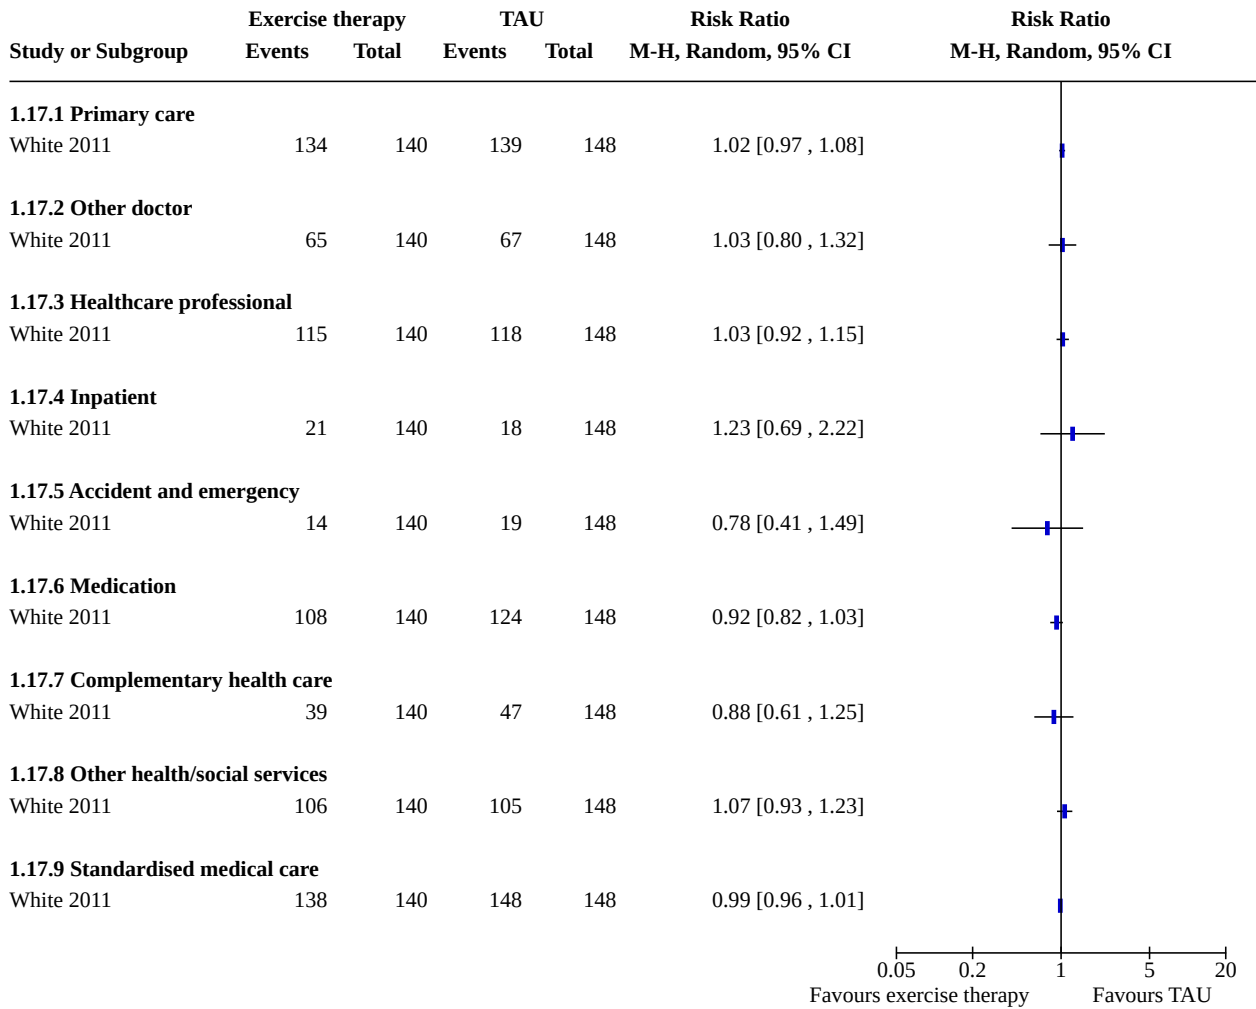 Exercise therapy TAU Risk Ratio Risk Ratio
Study or Subgroup Events Total Events Total M-H, Random, 95% CI M-H, Random, 95% CI
1.17.1 Primary care
White 2011 134 140 139 148 1.02 [0.97 , 1.08]
1.17.2 Other doctor
White 2011 65 140 67 148 1.03 [0.80 , 1.32]
1.17.3 Healthcare professional
White 2011 115 140 118 148 1.03 [0.92 , 1.15]
1.17.4 Inpatient
White 2011 21 140 18 148 1.23 [0.69 , 2.22]
1.17.5 Accident and emergency
White 2011 14 140 19 148 0.78 [0.41 , 1.49]
1.17.6 Medication
White 2011 108 140 124 148 0.92 [0.82 , 1.03]
1.17.7 Complementary health care
White 2011 39 140 47 148 0.88 [0.61 , 1.25]
1.17.8 Other health/social services
White 2011 106 140 105 148 1.07 [0.93 , 1.23]
1.17.9 Standardised medical care
White 2011 138 140 148 148 0.99 [0.96 , 1.01]
0.05 0.2 1 5 20
Favours exercise therapy Favours TAU